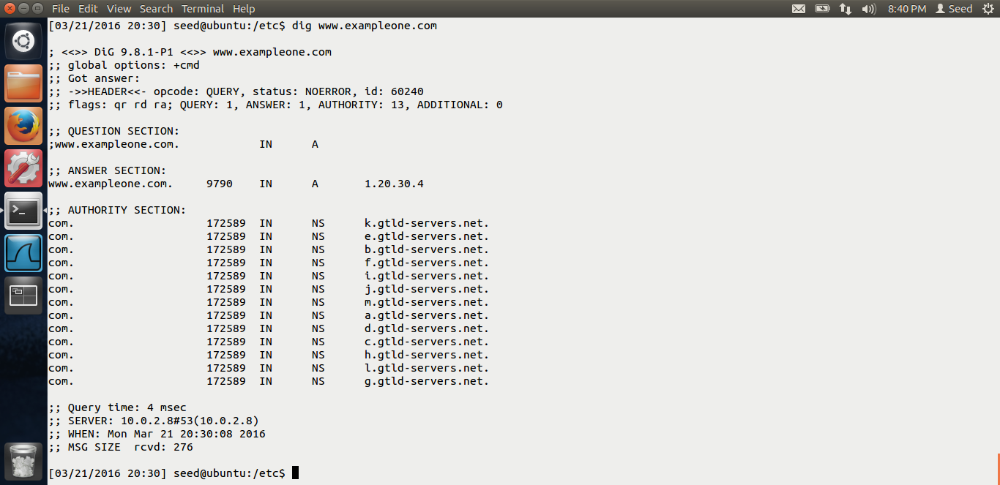 File Edit View Search Terminal Help 8:40 PM Seed
[03/21/2016 20:30] seed@ubuntu:/etc$ dig www.exampleone.com
; <<>> DiG 9.8.1-P1 <<>> www.exampleone.com
;; global options: +cmd
;; Got answer:
;; ->>HEADER<<- opcode: QUERY, status: NOERROR, id: 60240
;; flags: qr rd ra; QUERY: 1, ANSWER: 1, AUTHORITY: 13, ADDITIONAL: 0
;; QUESTION SECTION:
;www.exampleone.com. IN A
;; ANSWER SECTION:
www.exampleone.com. 9790 IN A 1.20.30.4
;; AUTHORITY SECTION:
com. 172589 IN NS k.gtld-servers.net.
com. 172589 IN NS e.gtld-servers.net.
com. 172589 IN NS b.gtld-servers.net.
com. 172589 IN NS f.gtld-servers.net.
com. 172589 IN NS i.gtld-servers.net.
com. 172589 IN NS j.gtld-servers.net.
com. 172589 IN NS m.gtld-servers.net.
com. 172589 IN NS a.gtld-servers.net.
com. 172589 IN NS d.gtld-servers.net.
com. 172589 IN NS c.gtld-servers.net.
com. 172589 IN NS h.gtld-servers.net.
com. 172589 IN NS l.gtld-servers.net.
com. 172589 IN NS g.gtld-servers.net.
;; Query time: 4 msec
;; SERVER: 10.0.2.8#53(10.0.2.8)
;; WHEN: Mon Mar 21 20:30:08 2016
;; MSG SIZE rcvd: 276
[03/21/2016 20:30] seed@ubuntu:/etc$